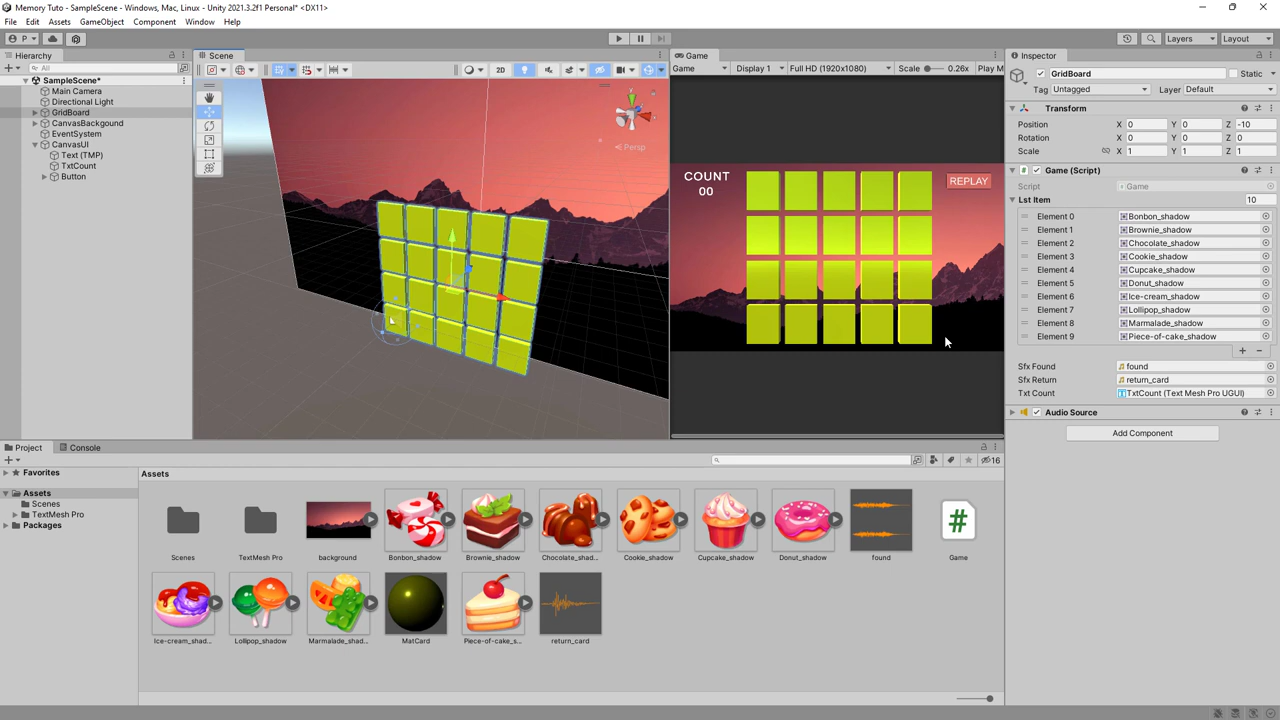 Memory Tuto - SampleScene - Windows, Mac, Linux - Unity 2021.3.2f1 Personal* <DX11>
File Edit Assets GameObject Component Window Help
P Layers Layout
Hierarchy
All
SampleScene*
Main Camera
Directional Light
GridBoard
CanvasBackgound
EventSystem
CanvasUI
Text (TMP)
TxtCount
Button
Scene
2D
Persp
y
Game
Game Display 1 Full HD (1920x1080) Scale 0.26x Play M
COUNT
00
REPLAY
Inspector
GridBoard Static
Tag Untagged Layer Default
Transform
Position X 0 Y 0 Z -10
Rotation X 0 Y 0 Z 0
Scale X 1 Y 1 Z 1
# Game (Script)
Script # Game
Lst Item 10
Element 0 Bonbon_shadow
Element 1 Brownie_shadow
Element 2 Chocolate_shadow
Element 3 Cookie_shadow
Element 4 Cupcake_shadow
Element 5 Donut_shadow
Element 6 Ice-cream_shadow
Element 7 Lollipop_shadow
Element 8 Marmalade_shadow
Element 9 Piece-of-cake_shadow
Sfx Found found
Sfx Return return_card
Txt Count TxtCount (Text Mesh Pro UGUI)
Audio Source
Add Component
Project Console
16
Favorites
Assets
Scenes
TextMesh Pro
Packages
Assets
Scenes TextMesh Pro background Bonbon_shadow Brownie_shadow Chocolate_shad... Cookie_shadow Cupcake_shadow Donut_shadow found # Game
Ice-cream_shad... Lollipop_shadow Marmalade_shad... MatCard Piece-of-cake_s... return_card